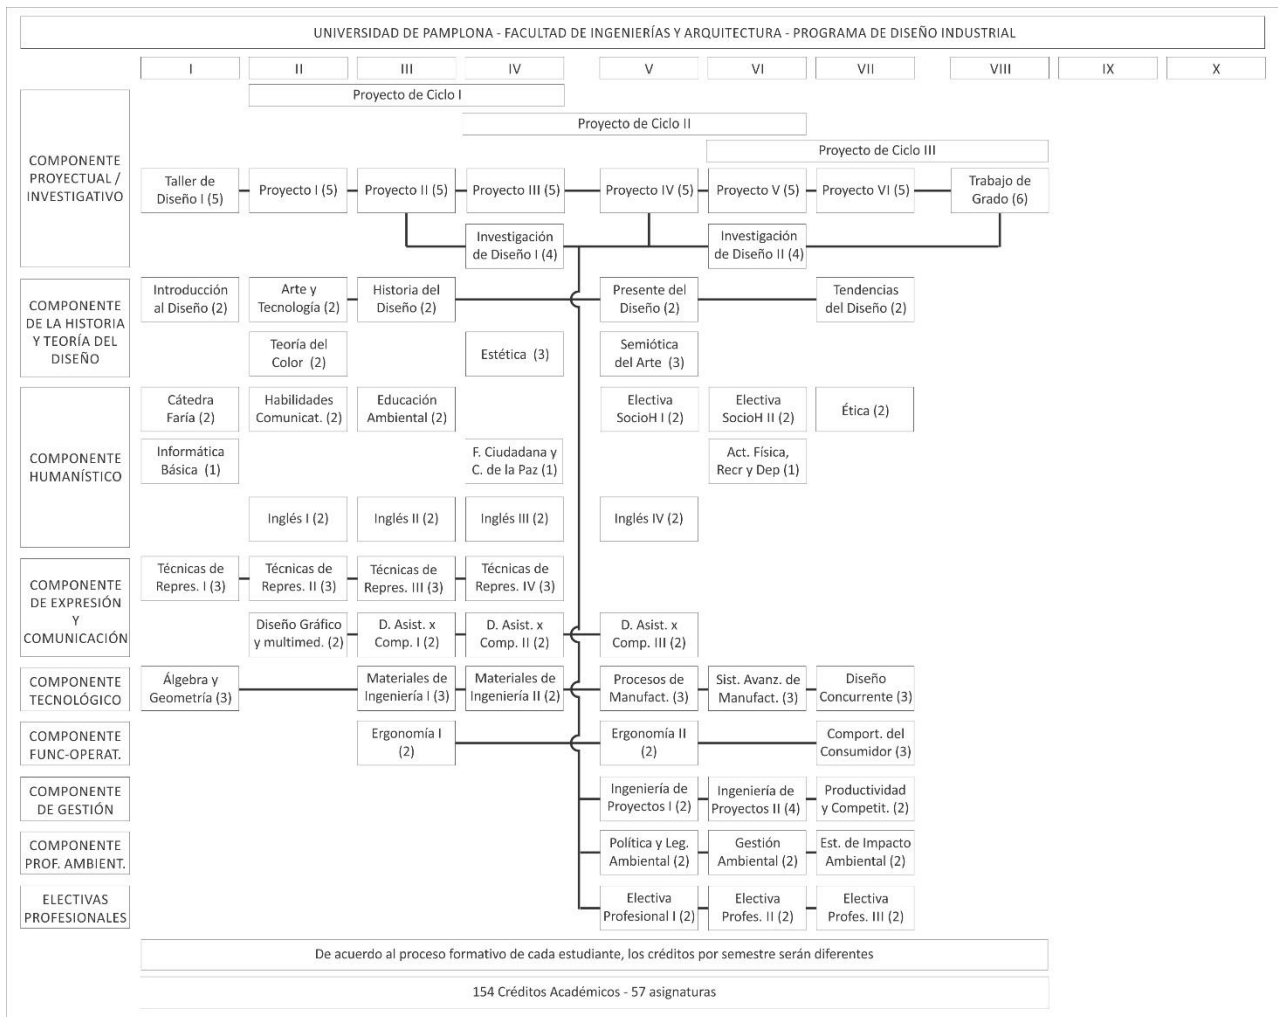 UNIVERSIDAD DE PAMPLONA - FACULTAD DE INGENIERÍAS Y ARQUITECTURA - PROGRAMA DE DISEÑO INDUSTRIAL
I II III IV V VI VII VIII IX X
Proyecto de Ciclo I
Proyecto de Ciclo II
Proyecto de Ciclo III
COMPONENTE
PROYECTUAL /
INVESTIGATIVO
Taller de
Diseño I (5)
Proyecto I (5)
Proyecto II (5)
Proyecto III (5)
Proyecto IV (5)
Proyecto V (5)
Proyecto VI (5)
Trabajo de
Grado (6)
Investigación
de Diseño I (4)
Investigación
de Diseño II (4)
COMPONENTE
DE LA HISTORIA
Y TEORÍA DEL
DISEÑO
Introducción
al Diseño (2)
Arte y
Tecnología (2)
Historia del
Diseño (2)
Presente del
Diseño (2)
Tendencias
del Diseño (2)
Teoría del
Color (2)
Estética (3)
Semiótica
del Arte (3)
COMPONENTE
HUMANÍSTICO
Cátedra
Faría (2)
Habilidades
Comunicat. (2)
Educación
Ambiental (2)
Electiva
SocioH I (2)
Electiva
SocioH II (2)
Ética (2)
Informática
Básica (1)
F. Ciudadana y
C. de la Paz (1)
Act. Física,
Recr y Dep (1)
Inglés I (2)
Inglés II (2)
Inglés III (2)
Inglés IV (2)
COMPONENTE
DE EXPRESIÓN
Y
COMUNICACIÓN
Técnicas de
Repres. I (3)
Técnicas de
Repres. II (3)
Técnicas de
Repres. III (3)
Técnicas de
Repres. IV (3)
Diseño Gráfico
y multimed. (2)
D. Asist. x
Comp. I (2)
D. Asist. x
Comp. II (2)
D. Asist. x
Comp. III (2)
COMPONENTE
TECNOLÓGICO
Álgebra y
Geometría (3)
Materiales de
Ingeniería I (3)
Materiales de
Ingeniería II (2)
Procesos de
Manufact. (3)
Sist. Avanz. de
Manufact. (3)
Diseño
Concurrente (3)
COMPONENTE
FUNC-OPERAT.
Ergonomía I
(2)
Ergonomía II
(2)
Comport. del
Consumidor (3)
COMPONENTE
DE GESTIÓN
Ingeniería de
Proyectos I (2)
Ingeniería de
Proyectos II (4)
Productividad
y Competit. (2)
COMPONENTE
PROF. AMBIENT.
Política y Leg.
Ambiental (2)
Gestión
Ambiental (2)
Est. de Impacto
Ambiental (2)
ELECTIVAS
PROFESIONALES
Electiva
Profesional I (2)
Electiva
Profes. II (2)
Electiva
Profes. III (2)
De acuerdo al proceso formativo de cada estudiante, los créditos por semestre serán diferentes
154 Créditos Académicos - 57 asignaturas